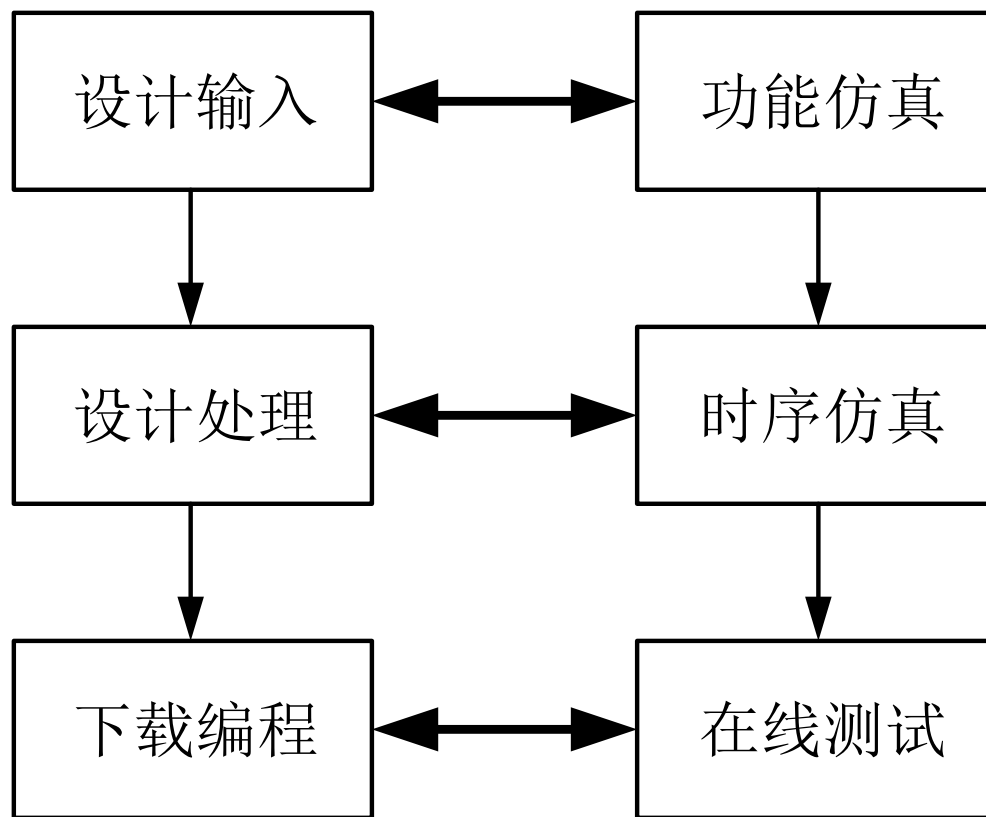 设计输入
功能仿真
设计处理
时序仿真
下载编程
在线测试